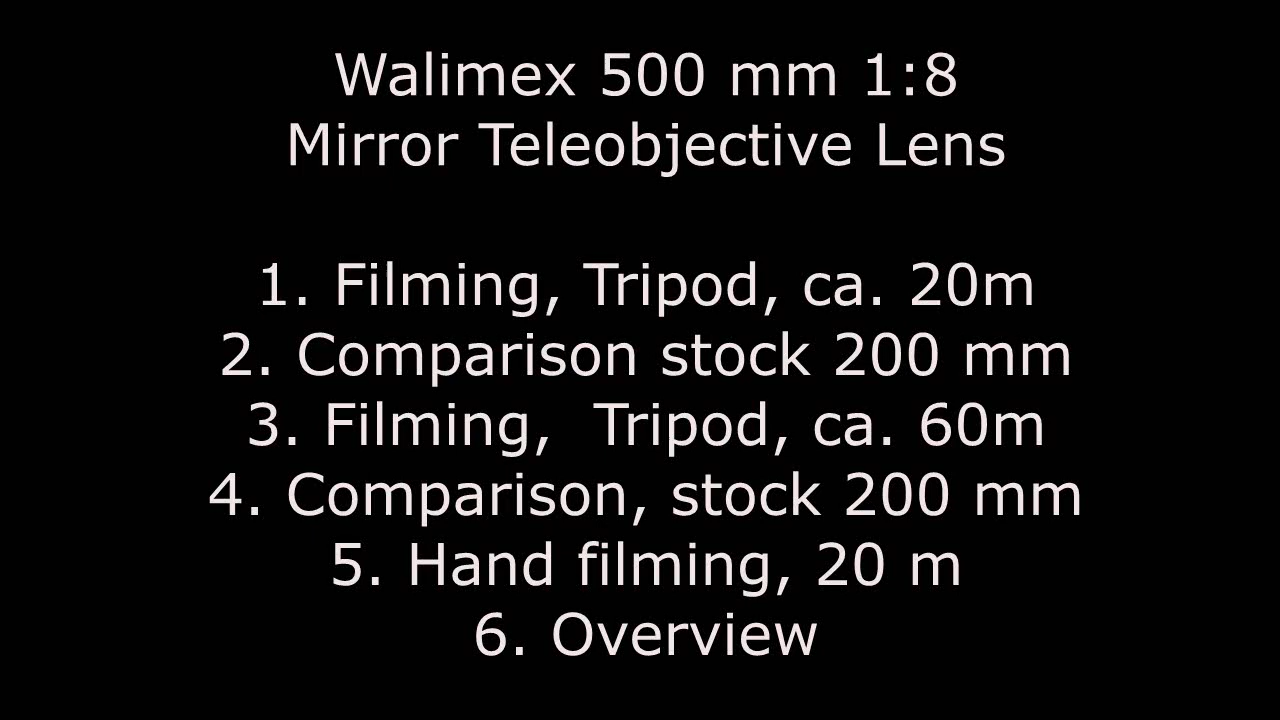 Walimex 500 mm 1:8
Mirror Teleobjective Lens
1. Filming, Tripod, ca. 20m
2. Comparison stock 200 mm
3. Filming,  Tripod, ca. 60m
4. Comparison, stock 200 mm
5. Hand filming, 20 m
6. Overview